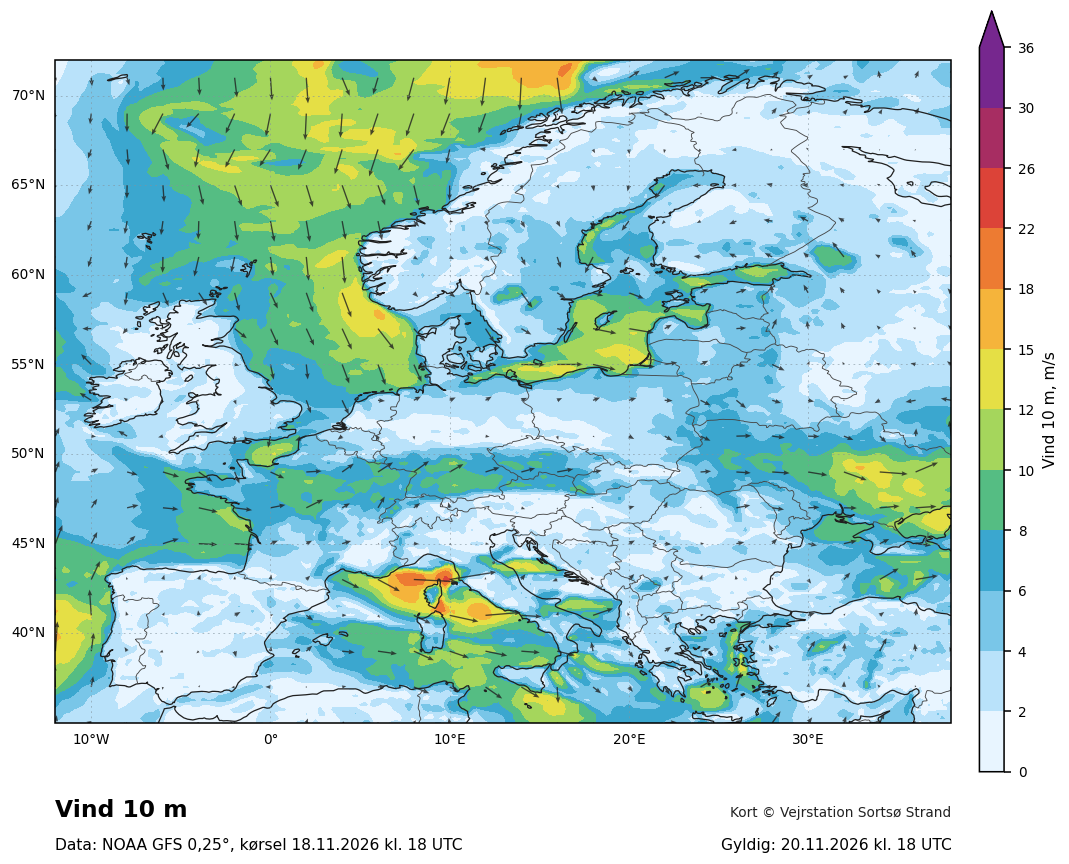 36
30
26
22
18
15
12
10
8
6
4
2
0
Vind 10 m, m/s
70°N
65°N
60°N
55°N
50°N
45°N
40°N
10°W
0°
10°E
20°E
30°E
Vind 10 m
Kort © Vejrstation Sortsø Strand
Data: NOAA GFS 0,25°, kørsel 18.11.2026 kl. 18 UTC
Gyldig: 20.11.2026 kl. 18 UTC